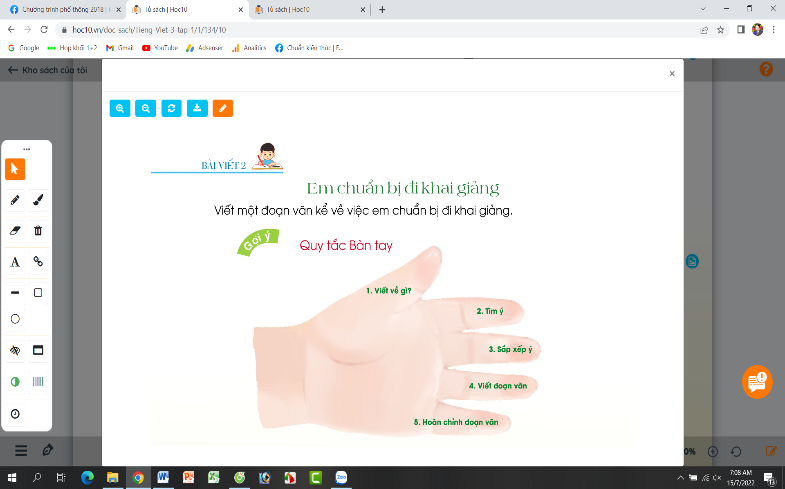 Chương trình phổ thông 2018 | H
Tủ sách | Hoc10
Tủ sách | Hoc10
hoc10.vn/doc-sach/Tieng-Viet-3-tap-1/1/134/10
Google
Họp khối 1+2
Gmail
YouTube
Adsense
Analitics
Chuẩn kiến thức | F...
Kho sách của tôi
BÀI VIẾT 2
Em chuẩn bị đi khai giảng
Viết một đoạn văn kể về việc em chuẩn bị đi khai giảng.
Gợi ý
Quy tắc Bàn tay
1. Viết về gì?
2. Tìm ý
3. Sắp xếp ý
4. Viết đoạn văn
5. Hoàn chỉnh đoạn văn
0%
7:08 AM
15/7/2022